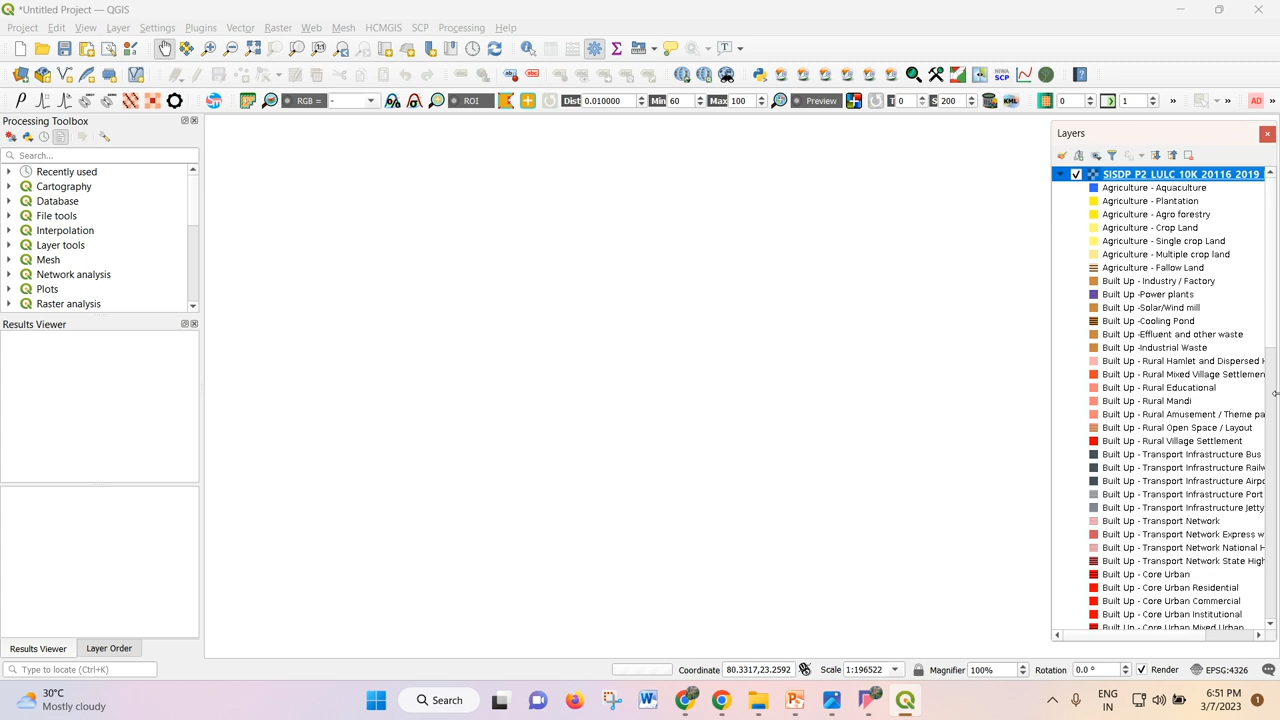 *Untitled Project — QGIS
Project Edit View Layer Settings Plugins Vector Raster Web Mesh HCMGIS SCP Processing Help
RGB = - ROI Dist 0.010000 Min 60 Max 100 Preview T 0 S 200 KML 0 1 » » AD »
Processing Toolbox
Search...
Recently used
Cartography
Database
File tools
Interpolation
Layer tools
Mesh
Network analysis
Plots
Raster analysis
Results Viewer
Results Viewer Layer Order
Type to locate (Ctrl+K)
Layers
SISDP_P2_LULC_10K_20116_2019
Agriculture - Aquaculture
Agriculture - Plantation
Agriculture - Agro forestry
Agriculture - Crop Land
Agriculture - Single crop Land
Agriculture - Multiple crop land
Agriculture - Fallow Land
Built Up - Industry / Factory
Built Up -Power plants
Built Up -Solar/Wind mill
Built Up -Cooling Pond
Built Up -Effluent and other waste
Built Up -Industrial Waste
Built Up - Rural Hamlet and Dispersed H
Built Up - Rural Mixed Village Settlemen
Built Up - Rural Educational
Built Up - Rural Mandi
Built Up - Rural Amusement / Theme pa
Built Up - Rural Open Space / Layout
Built Up - Rural Village Settlement
Built Up - Transport Infrastructure Bus
Built Up - Transport Infrastructure Railw
Built Up - Transport Infrastructure Airpo
Built Up - Transport Infrastructure Port
Built Up - Transport Infrastructure Jetty
Built Up - Transport Network
Built Up - Transport Network Express w
Built Up - Transport Network National H
Built Up - Transport Network State High
Built Up - Core Urban
Built Up - Core Urban Residential
Built Up - Core Urban Commercial
Built Up - Core Urban Institutional
Built Up - Core Urban Mixed Urban
Coordinate 80.3317,23.2592 Scale 1:196522 Magnifier 100% Rotation 0.0 ° Render EPSG:4326
30°C
Mostly cloudy
Search
ENG
IN
6:51 PM
3/7/2023
1